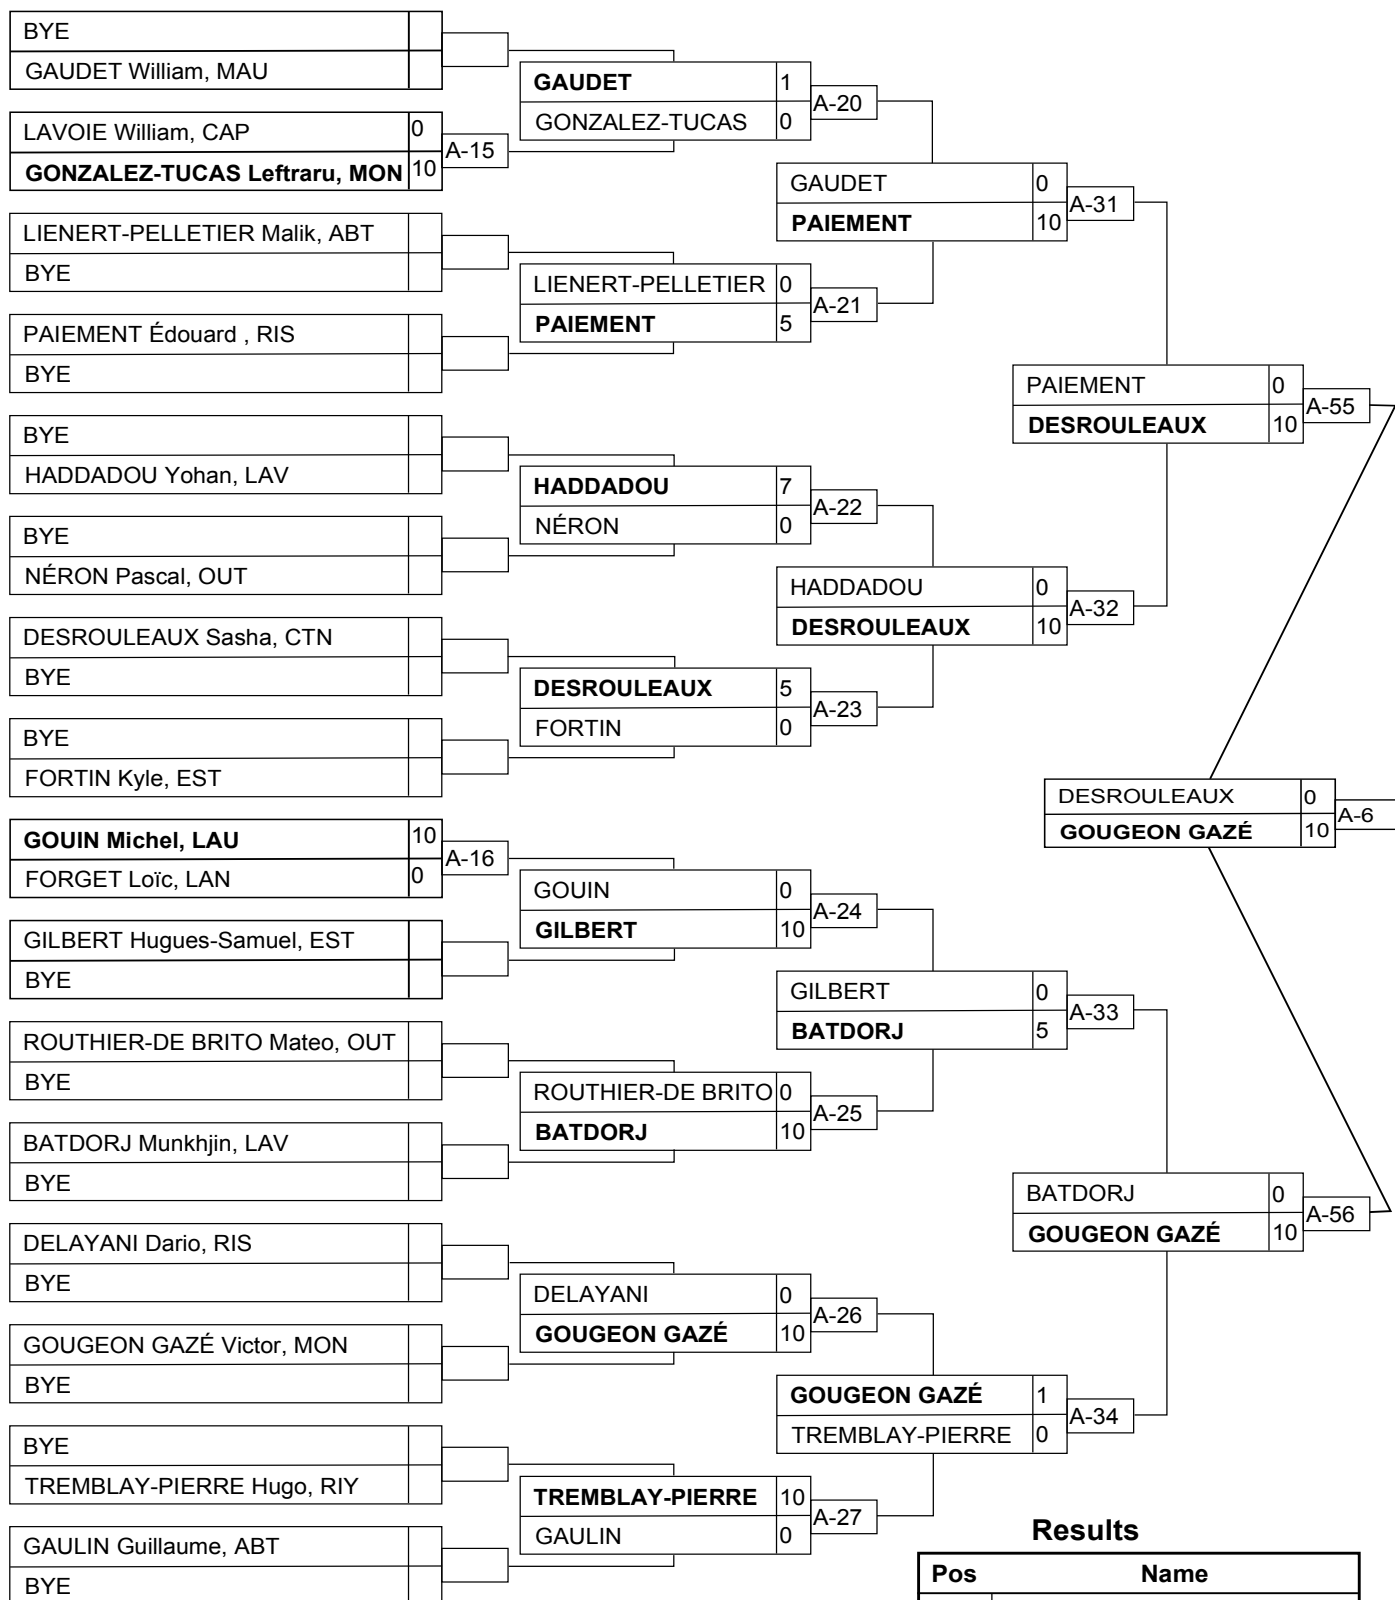 BYE
GAUDET William, MAU
LAVOIE William, CAP 0
GONZALEZ-TUCAS Leftraru, MON 10
A-15
LIENERT-PELLETIER Malik, ABT
BYE
PAIEMENT Édouard , RIS
BYE
BYE
HADDADOU Yohan, LAV
BYE
NÉRON Pascal, OUT
DESROULEAUX Sasha, CTN
BYE
BYE
FORTIN Kyle, EST
GOUIN Michel, LAU 10
FORGET Loïc, LAN 0
A-16
GILBERT Hugues-Samuel, EST
BYE
ROUTHIER-DE BRITO Mateo, OUT
BYE
BATDORJ Munkhjin, LAV
BYE
DELAYANI Dario, RIS
BYE
GOUGEON GAZÉ Victor, MON
BYE
BYE
TREMBLAY-PIERRE Hugo, RIY
GAULIN Guillaume, ABT
BYE
GAUDET 1
GONZALEZ-TUCAS 0
A-20
LIENERT-PELLETIER 0
PAIEMENT 5
A-21
HADDADOU 7
NÉRON 0
A-22
DESROULEAUX 5
FORTIN 0
A-23
GOUIN 0
GILBERT 10
A-24
ROUTHIER-DE BRITO 0
BATDORJ 10
A-25
DELAYANI 0
GOUGEON GAZÉ 10
A-26
TREMBLAY-PIERRE 10
GAULIN 0
A-27
GAUDET 0
PAIEMENT 10
A-31
HADDADOU 0
DESROULEAUX 10
A-32
GILBERT 0
BATDORJ 5
A-33
GOUGEON GAZÉ 1
TREMBLAY-PIERRE 0
A-34
PAIEMENT 0
DESROULEAUX 10
A-55
BATDORJ 0
GOUGEON GAZÉ 10
A-56
DESROULEAUX 0
GOUGEON GAZÉ 10
A-6
Results
Pos Name